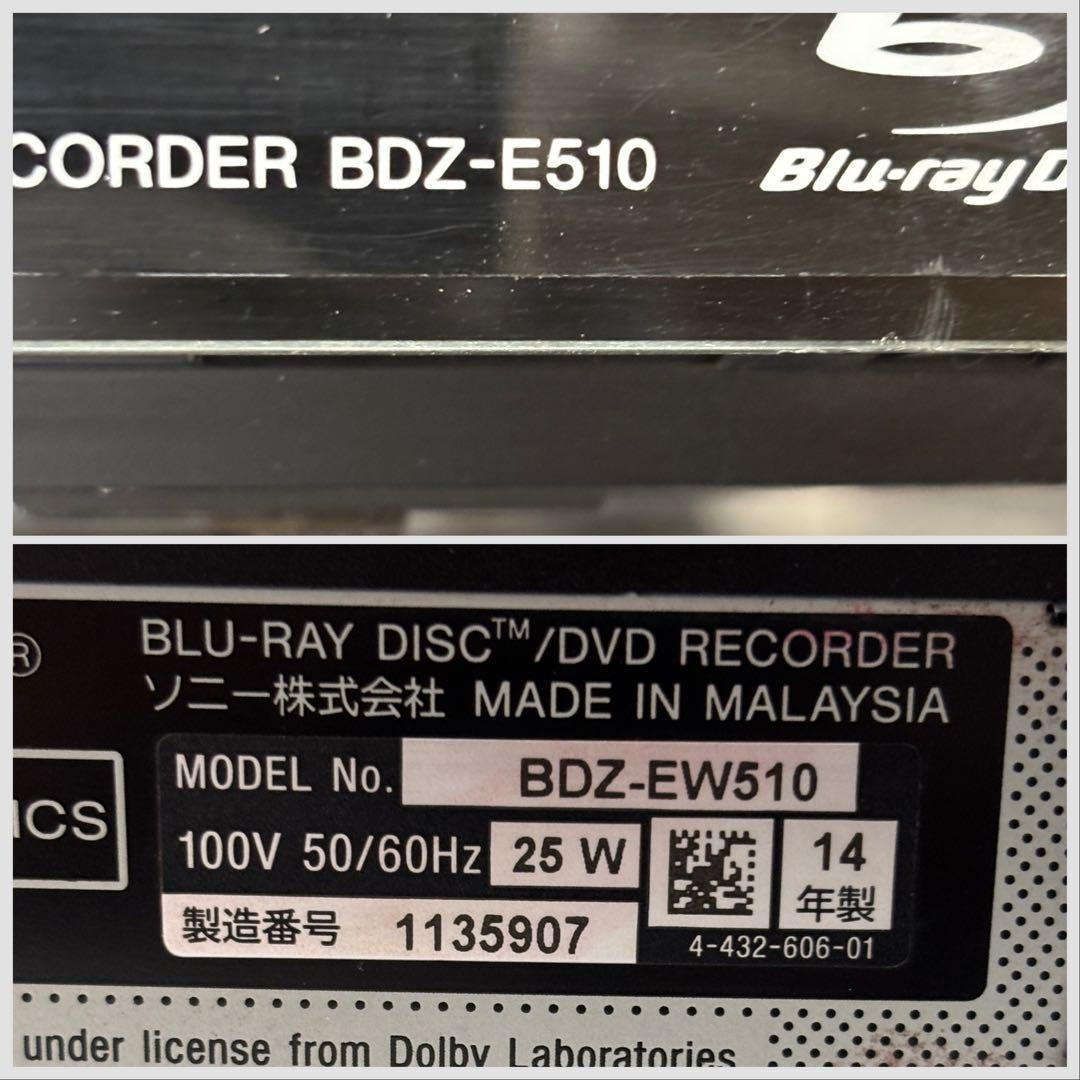 CORDER BDZ-E510
Blu-ray D
R
BLU-RAY DISC™/DVD RECORDER
ソニー株式会社 MADE IN MALAYSIA
ICS
MODEL No. BDZ-EW510
100V 50/60Hz 25 W
14
年製
製造番号 1135907
4-432-606-01
under license from Dolby Laboratories